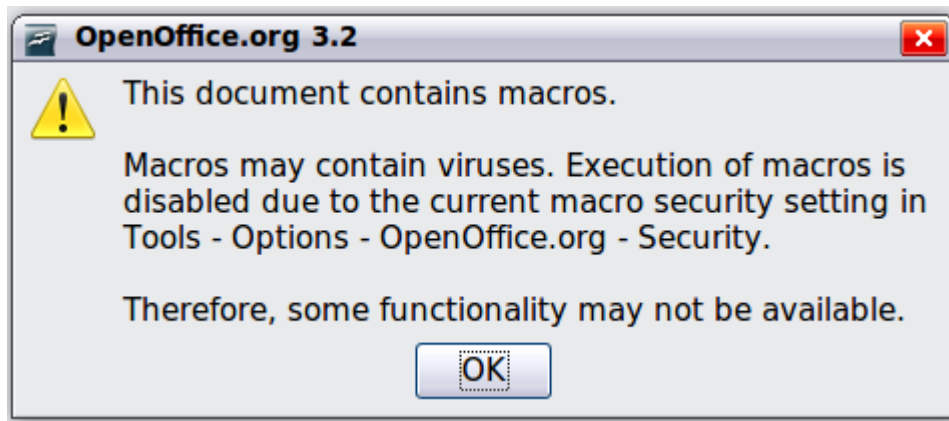 OpenOffice.org 3.2
This document contains macros.
Macros may contain viruses. Execution of macros is
disabled due to the current macro security setting in
Tools - Options - OpenOffice.org - Security.
Therefore, some functionality may not be available.
OK